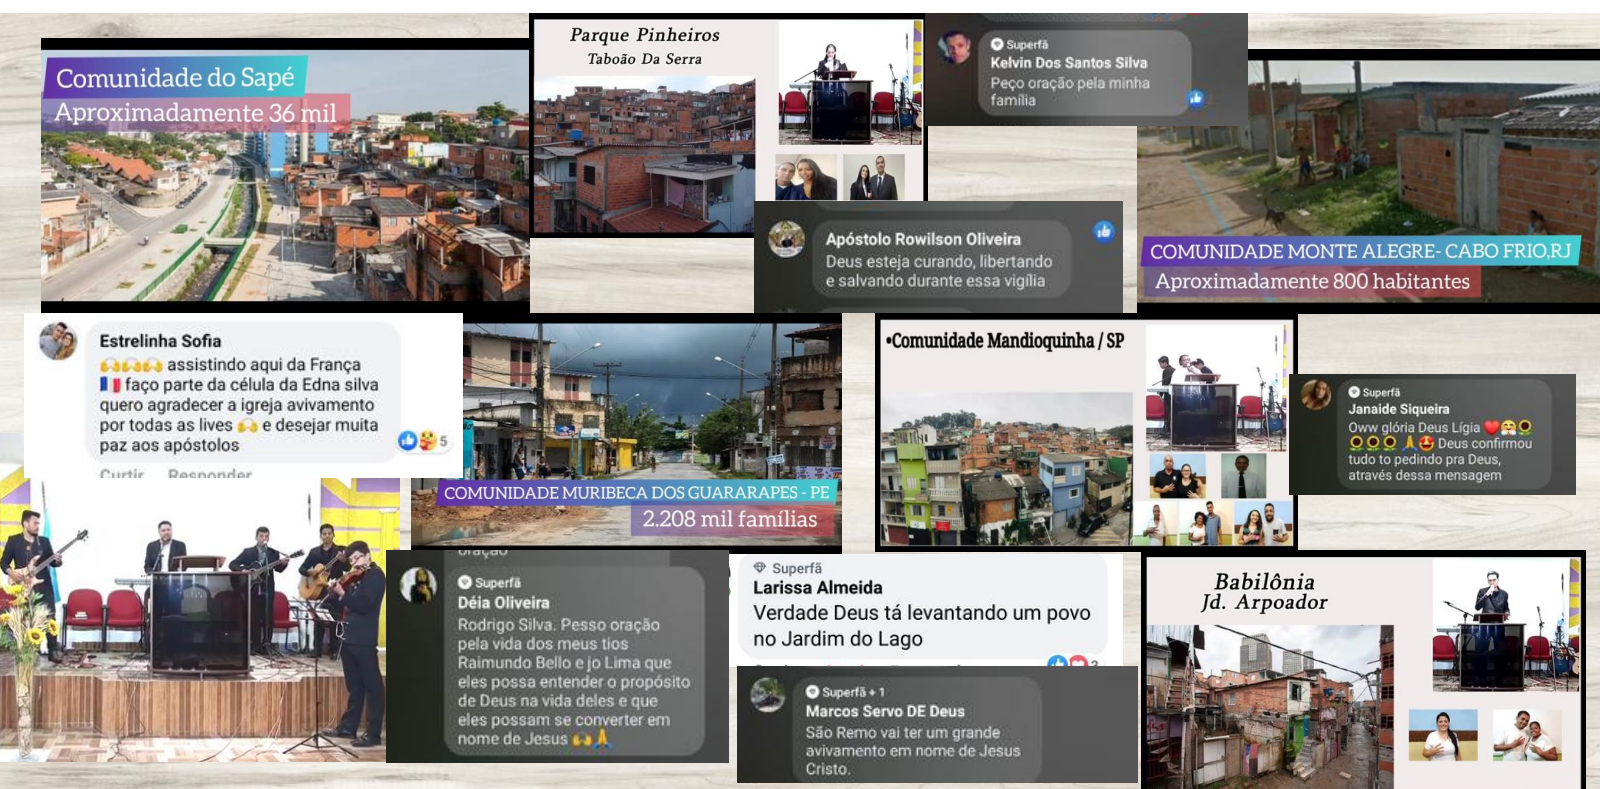 Comunidade do Sapé
Aproximadamente 36 mil
Parque Pinheiros
Taboão Da Serra
Superfã
Kelvin Dos Santos Silva
Peço oração pela minha
família
Apóstolo Rowilson Oliveira
Deus esteja curando, libertando
e salvando durante essa vigília
COMUNIDADE MONTE ALEGRE- CABO FRIO,RJ
Aproximadamente 800 habitantes
Estrelinha Sofia
🙌🙌🙌 assistindo aqui da França
🇫🇷 faço parte da célula da Edna silva
quero agradecer a igreja avivamento
por todas as lives 🙌 e desejar muita
paz aos apóstolos
5
Curtir Responder
COMUNIDADE MURIBECA DOS GUARARAPES - PE
2.208 mil famílias
•Comunidade Mandioquinha / SP
Superfã
Janaide Siqueira
Oww glória Deus Lígia ❤️🤗🌻
🌻🌻🌻🙏🤩 Deus confirmou
tudo to pedindo pra Deus,
através dessa mensagem
oração
Superfã
Déia Oliveira
Rodrigo Silva. Pesso oração
pela vida dos meus tios
Raimundo Bello e jo Lima que
eles possa entender o propósito
de Deus na vida deles e que
eles possam se converter em
nome de Jesus 🙌🙏
Superfã
Larissa Almeida
Verdade Deus tá levantando um povo
no Jardim do Lago
3
Superfã + 1
Marcos Servo DE Deus
São Remo vai ter um grande
avivamento em nome de Jesus
Cristo.
Babilônia
Jd. Arpoador